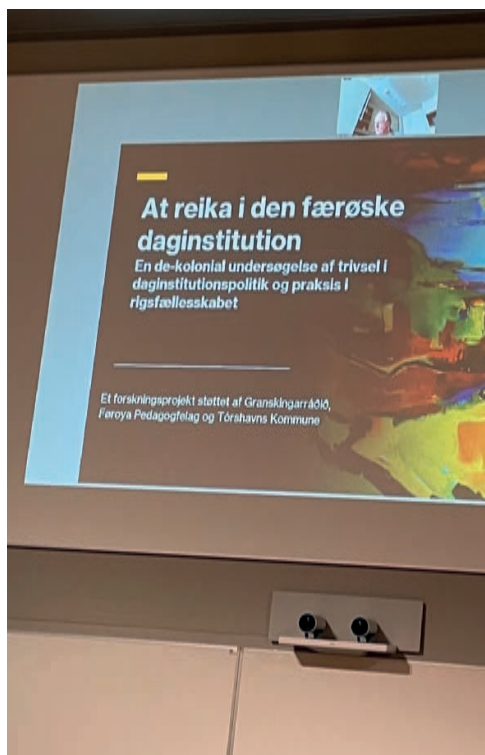 At reika i den færøske
daginstitution
En de-kolonial undersøgelse af trivsel i
daginstitutionspolitik og praksis i
rigsfællesskabet
Et forskningsprojekt støttet af Granskingarráðið,
Føroya Pedagogfelag og Tórshavns Kommune